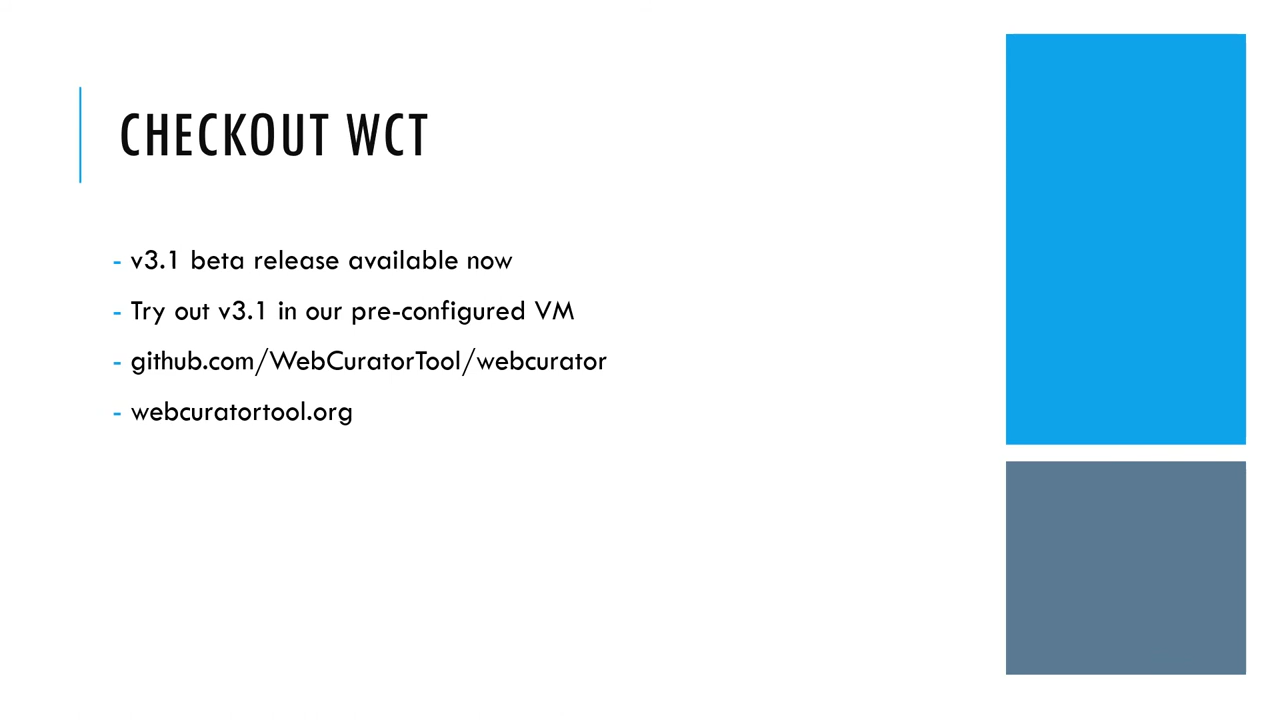 CHECKOUT WCT
- v3.1 beta release available now
- Try out v3.1 in our pre-configured VM
- github.com/WebCuratorTool/webcurator
- webcuratortool.org